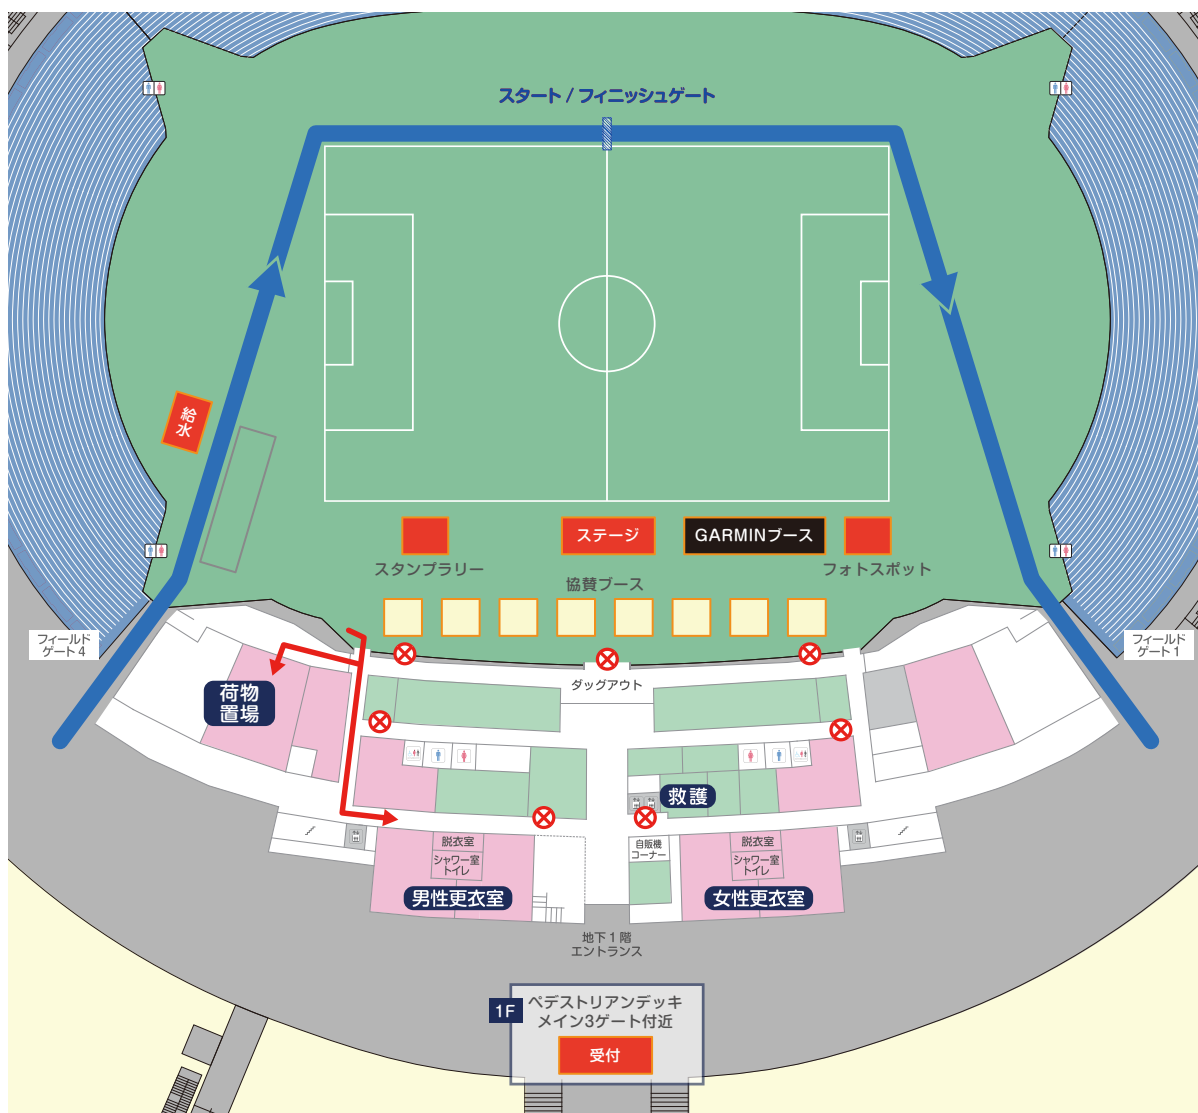 スタート / フィニッシュゲート
給
水
ステージ
GARMINブース
スタンプラリー
フォトスポット
協賛ブース
フィールド
ゲート4
フィールド
ゲート1
荷物
置場
ダッグアウト
救護
脱衣室
シャワー室
トイレ
男性更衣室
自販機
コーナー
脱衣室
シャワー室
トイレ
女性更衣室
地下1階
エントランス
1F
ペデストリアンデッキ
メイン3ゲート付近
受付